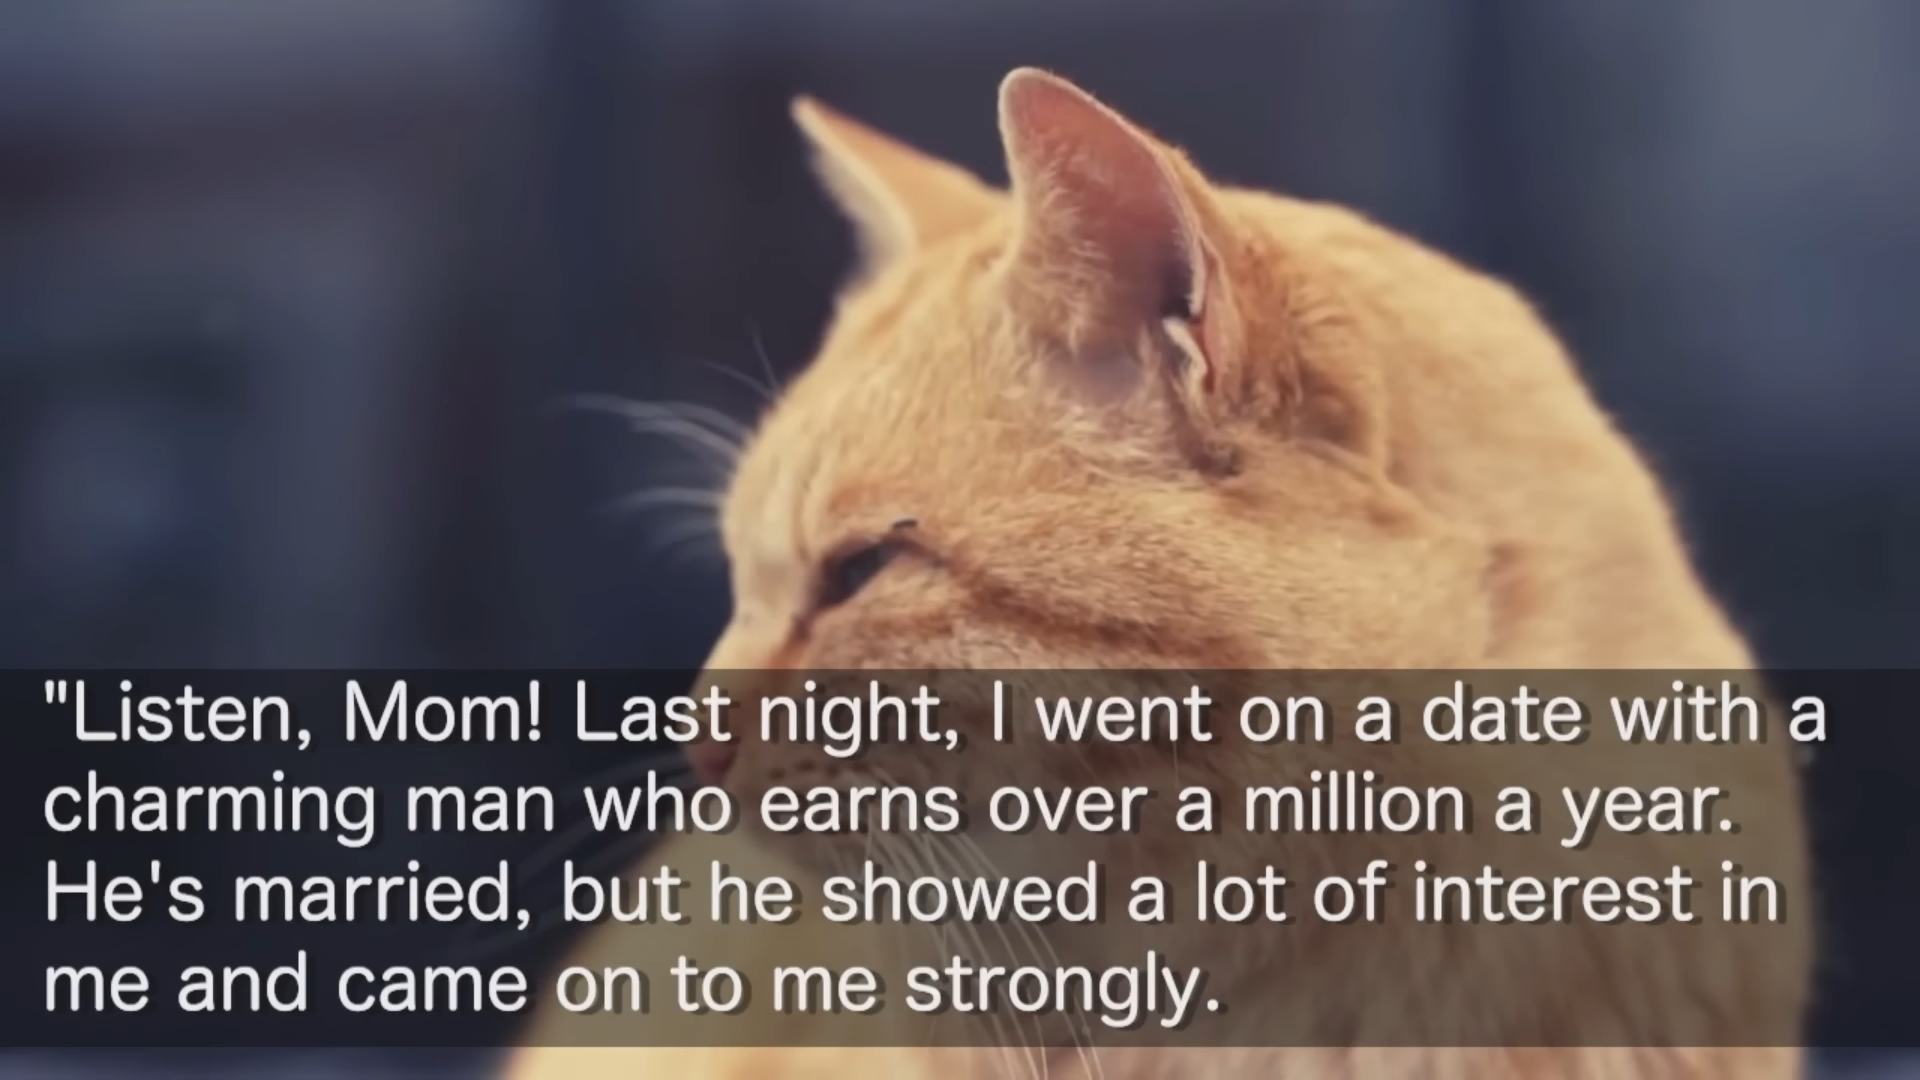 "Listen, Mom! Last night, I went on a date with a
charming man who earns over a million a year.
He's married, but he showed a lot of interest in
me and came on to me strongly.